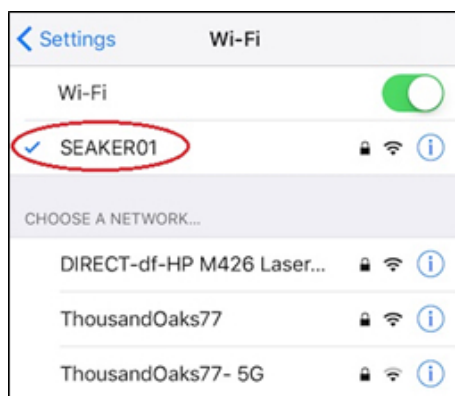 Settings Wi-Fi
Wi-Fi
SEAKER01
CHOOSE A NETWORK...
DIRECT-df-HP M426 Laser...
ThousandOaks77
ThousandOaks77- 5G